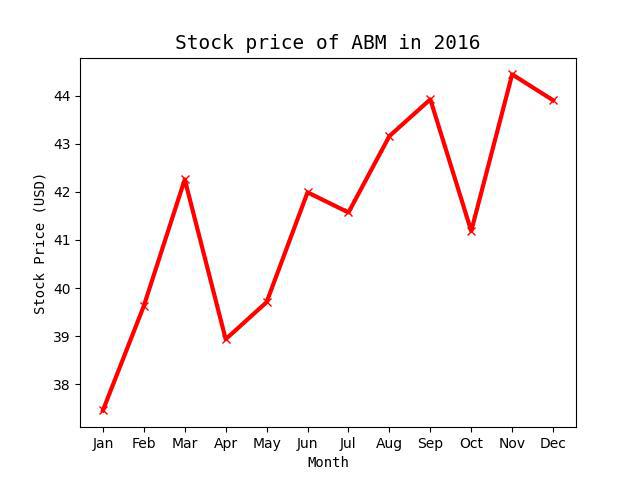 Stock price of ABM in 2016
44
43
42
41
40
39
38
Stock Price (USD)
Jan Feb Mar Apr May Jun Jul Aug Sep Oct Nov Dec
Month